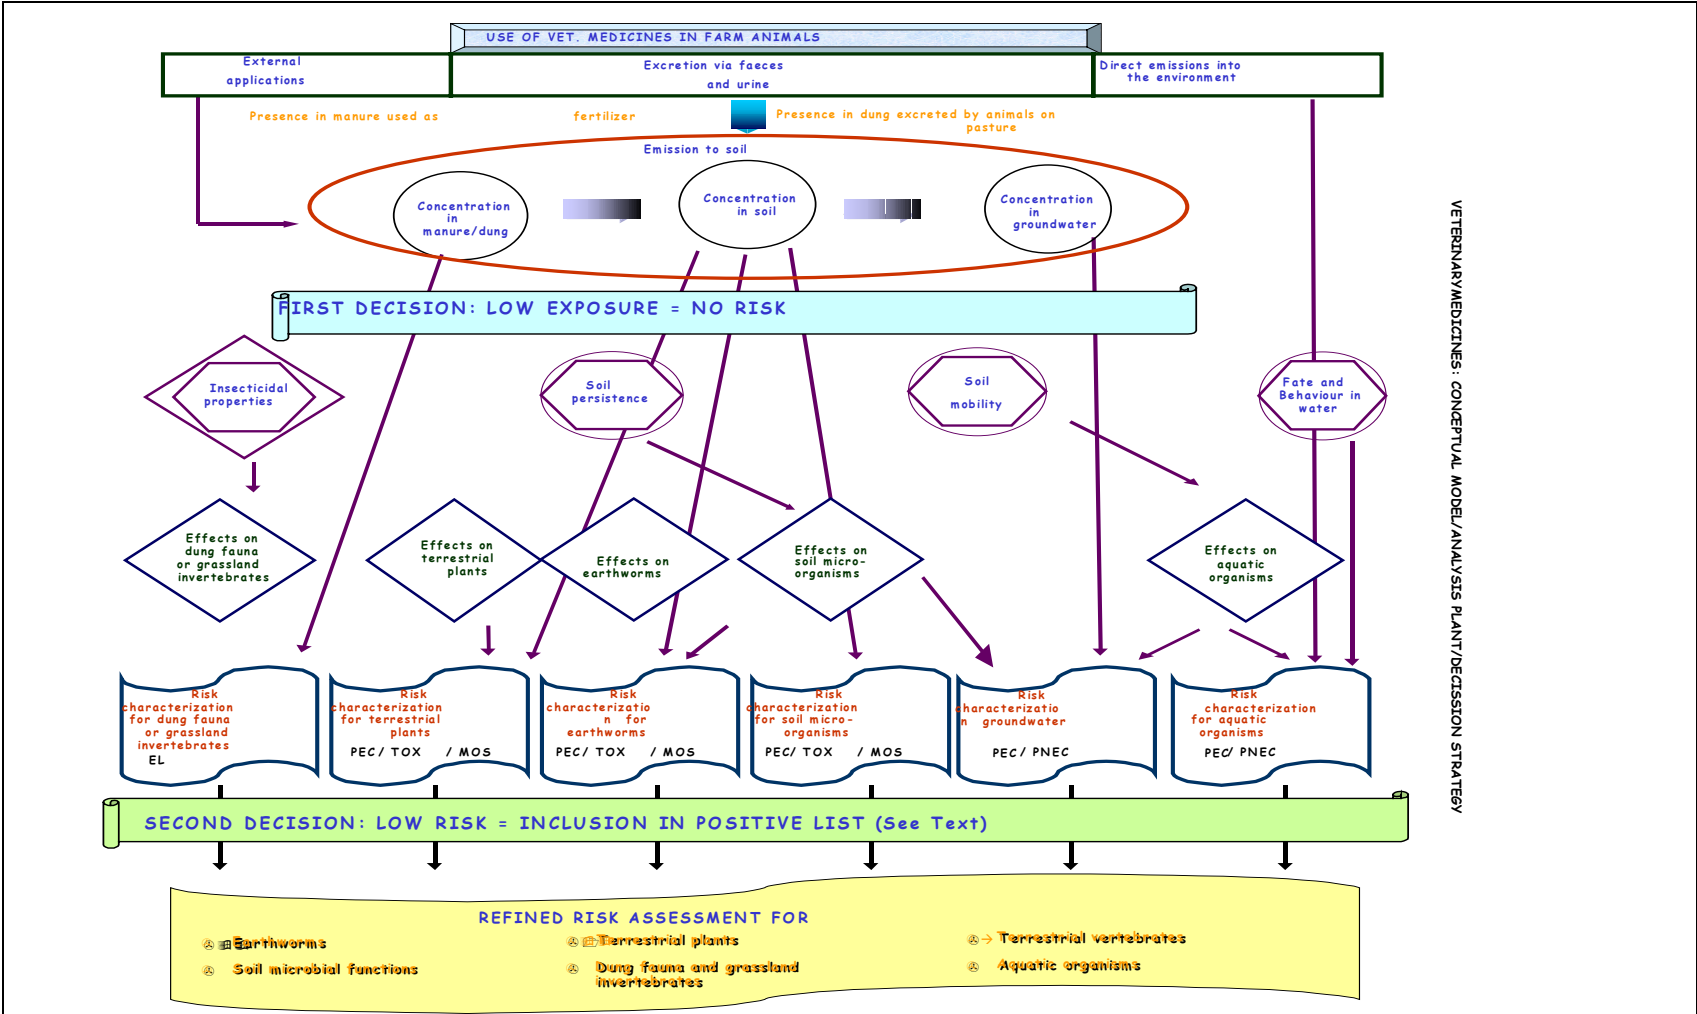 USE OF VET. MEDICINES IN FARM ANIMALS
External
applications
Excretion via faeces
and urine
Direct emissions into
the environment
Presence in manure used as fertilizer
Presence in dung excreted by animals on
pasture
Emission to soil
Concentration
in
manure/dung
Concentration
in soil
Concentration
in
groundwater
FIRST DECISION: LOW EXPOSURE = NO RISK
Insecticidal
properties
Soil
persistence
Soil
mobility
Fate and
Behaviour in
water
Effects on
dung fauna
or grassland
invertebrates
Effects on
terrestrial
plants
Effects on
earthworms
Effects on
soil micro-
organisms
Effects on
aquatic
organisms
Risk
characterization
for dung fauna
or grassland
invertebrates
EL
Risk
characterization
for terrestrial
plants
PEC/ TOX / MOS
Risk
characterizatio
n for
earthworms
PEC/ TOX / MOS
Risk
characterization
for soil micro-
organisms
PEC/ TOX / MOS
Risk
characterizatio
n groundwater
PEC/ PNEC
Risk
characterization
for aquatic
organisms
PEC/ PNEC
SECOND DECISION: LOW RISK = INCLUSION IN POSITIVE LIST (See Text)
REFINED RISK ASSESSMENT FOR
Earthworms
Soil microbial functions
Terrestrial plants
Dung fauna and grassland
invertebrates
Terrestrial vertebrates
Aquatic organisms
VETERINARYMEDICINES: CONCEPTUAL MODEL/ANALYSIS PLANT/DECISSION STRATEGY